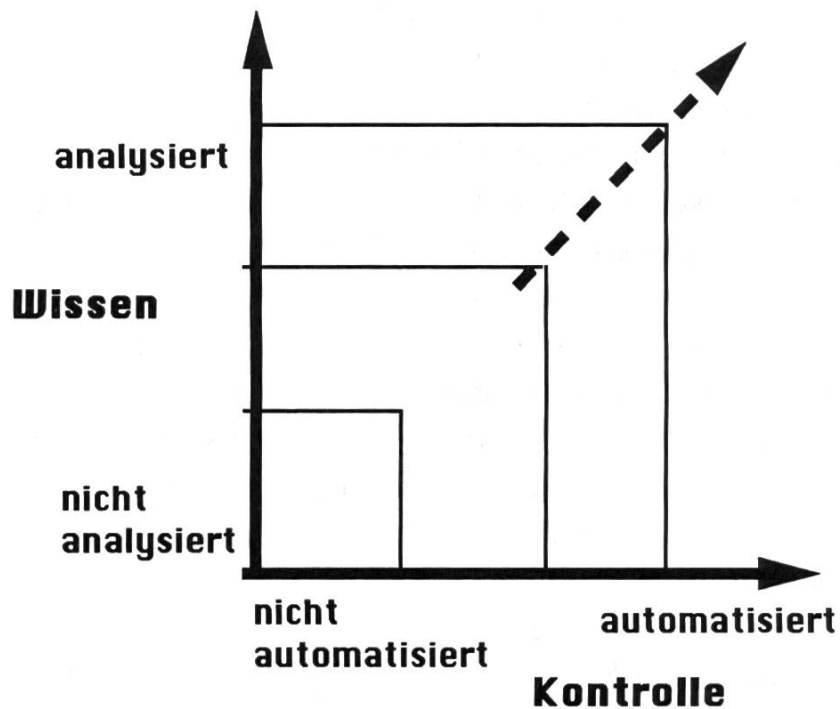 analysiert
Wissen
nicht
analysiert
nicht
automatisiert
automatisiert
Kontrolle